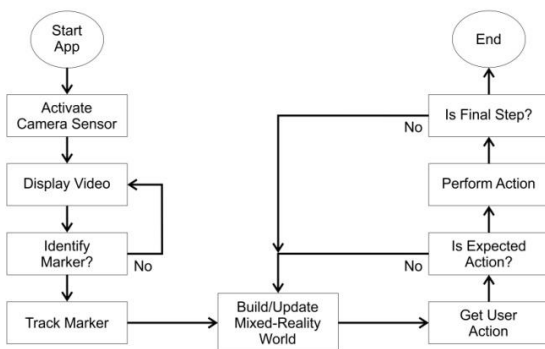 Start
App
Activate
Camera Sensor
Display Video
Identify
Marker?
No
Track Marker
Build/Update
Mixed-Reality
World
Get User
Action
Is Expected
Action?
No
Perform Action
Is Final Step?
No
End